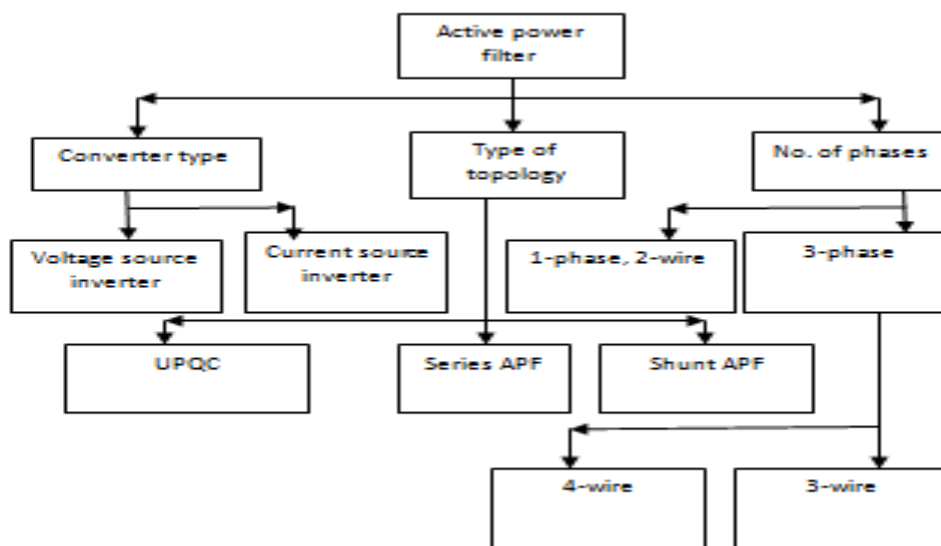 Active power
filter
Converter type
Type of
topology
No. of phases
Voltage source
inverter
Current source
inverter
1-phase, 2-wire
3-phase
UPQC
Series APF
Shunt APF
4-wire
3-wire